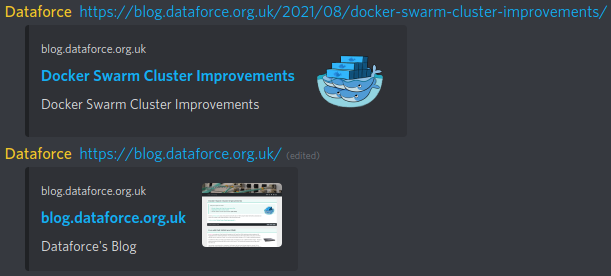 Dataforce https://blog.dataforce.org.uk/2021/08/docker-swarm-cluster-improvements/
blog.dataforce.org.uk
Docker Swarm Cluster Improvements
Docker Swarm Cluster Improvements
Dataforce https://blog.dataforce.org.uk/ (edited)
blog.dataforce.org.uk
blog.dataforce.org.uk
Dataforce's Blog